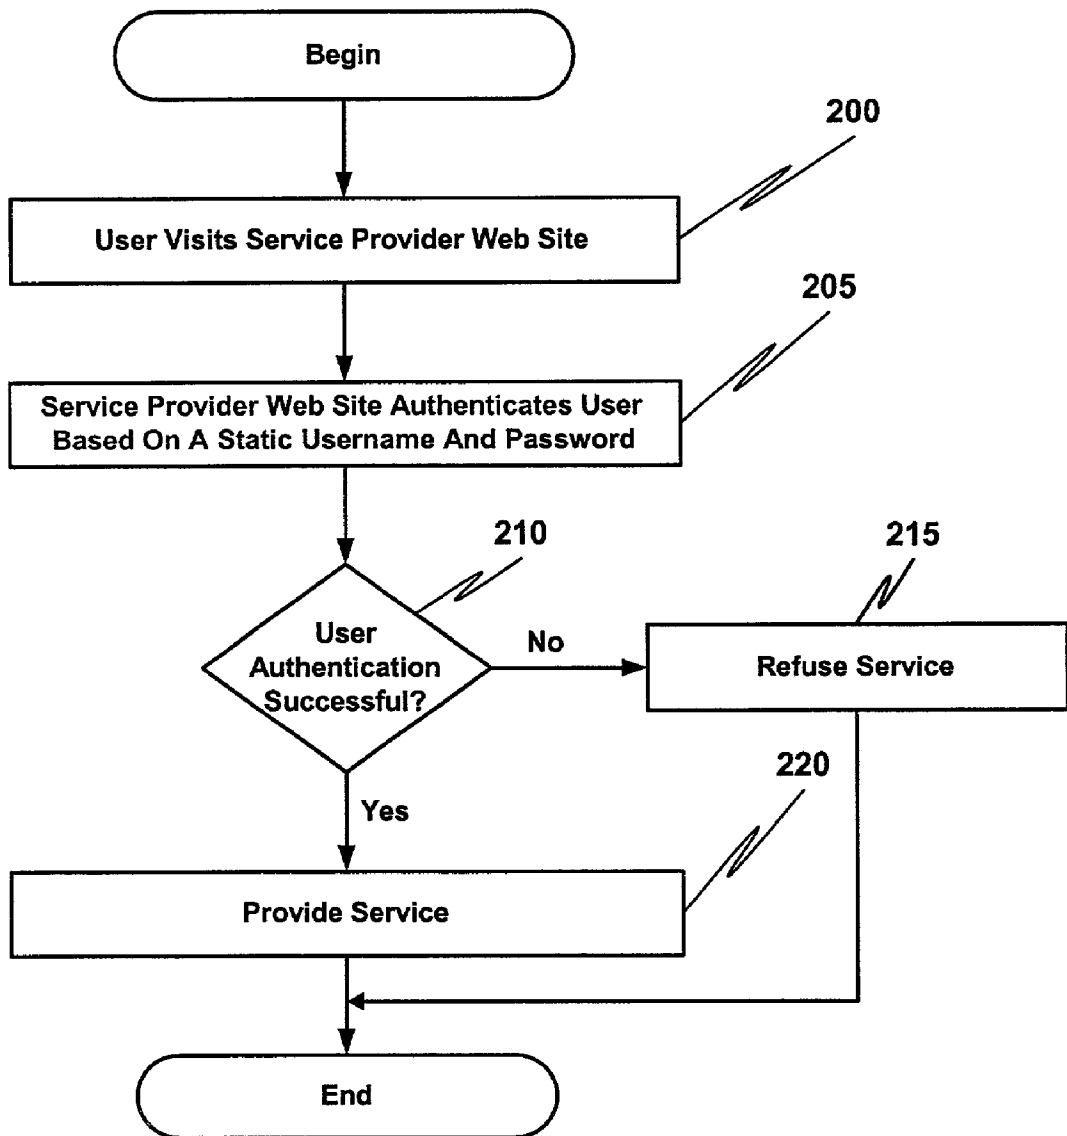 Begin
200
User Visits Service Provider Web Site
205
Service Provider Web Site Authenticates User
Based On A Static Username And Password
210
215
User
Authentication
Successful?
No
Refuse Service
220
Yes
Provide Service
End